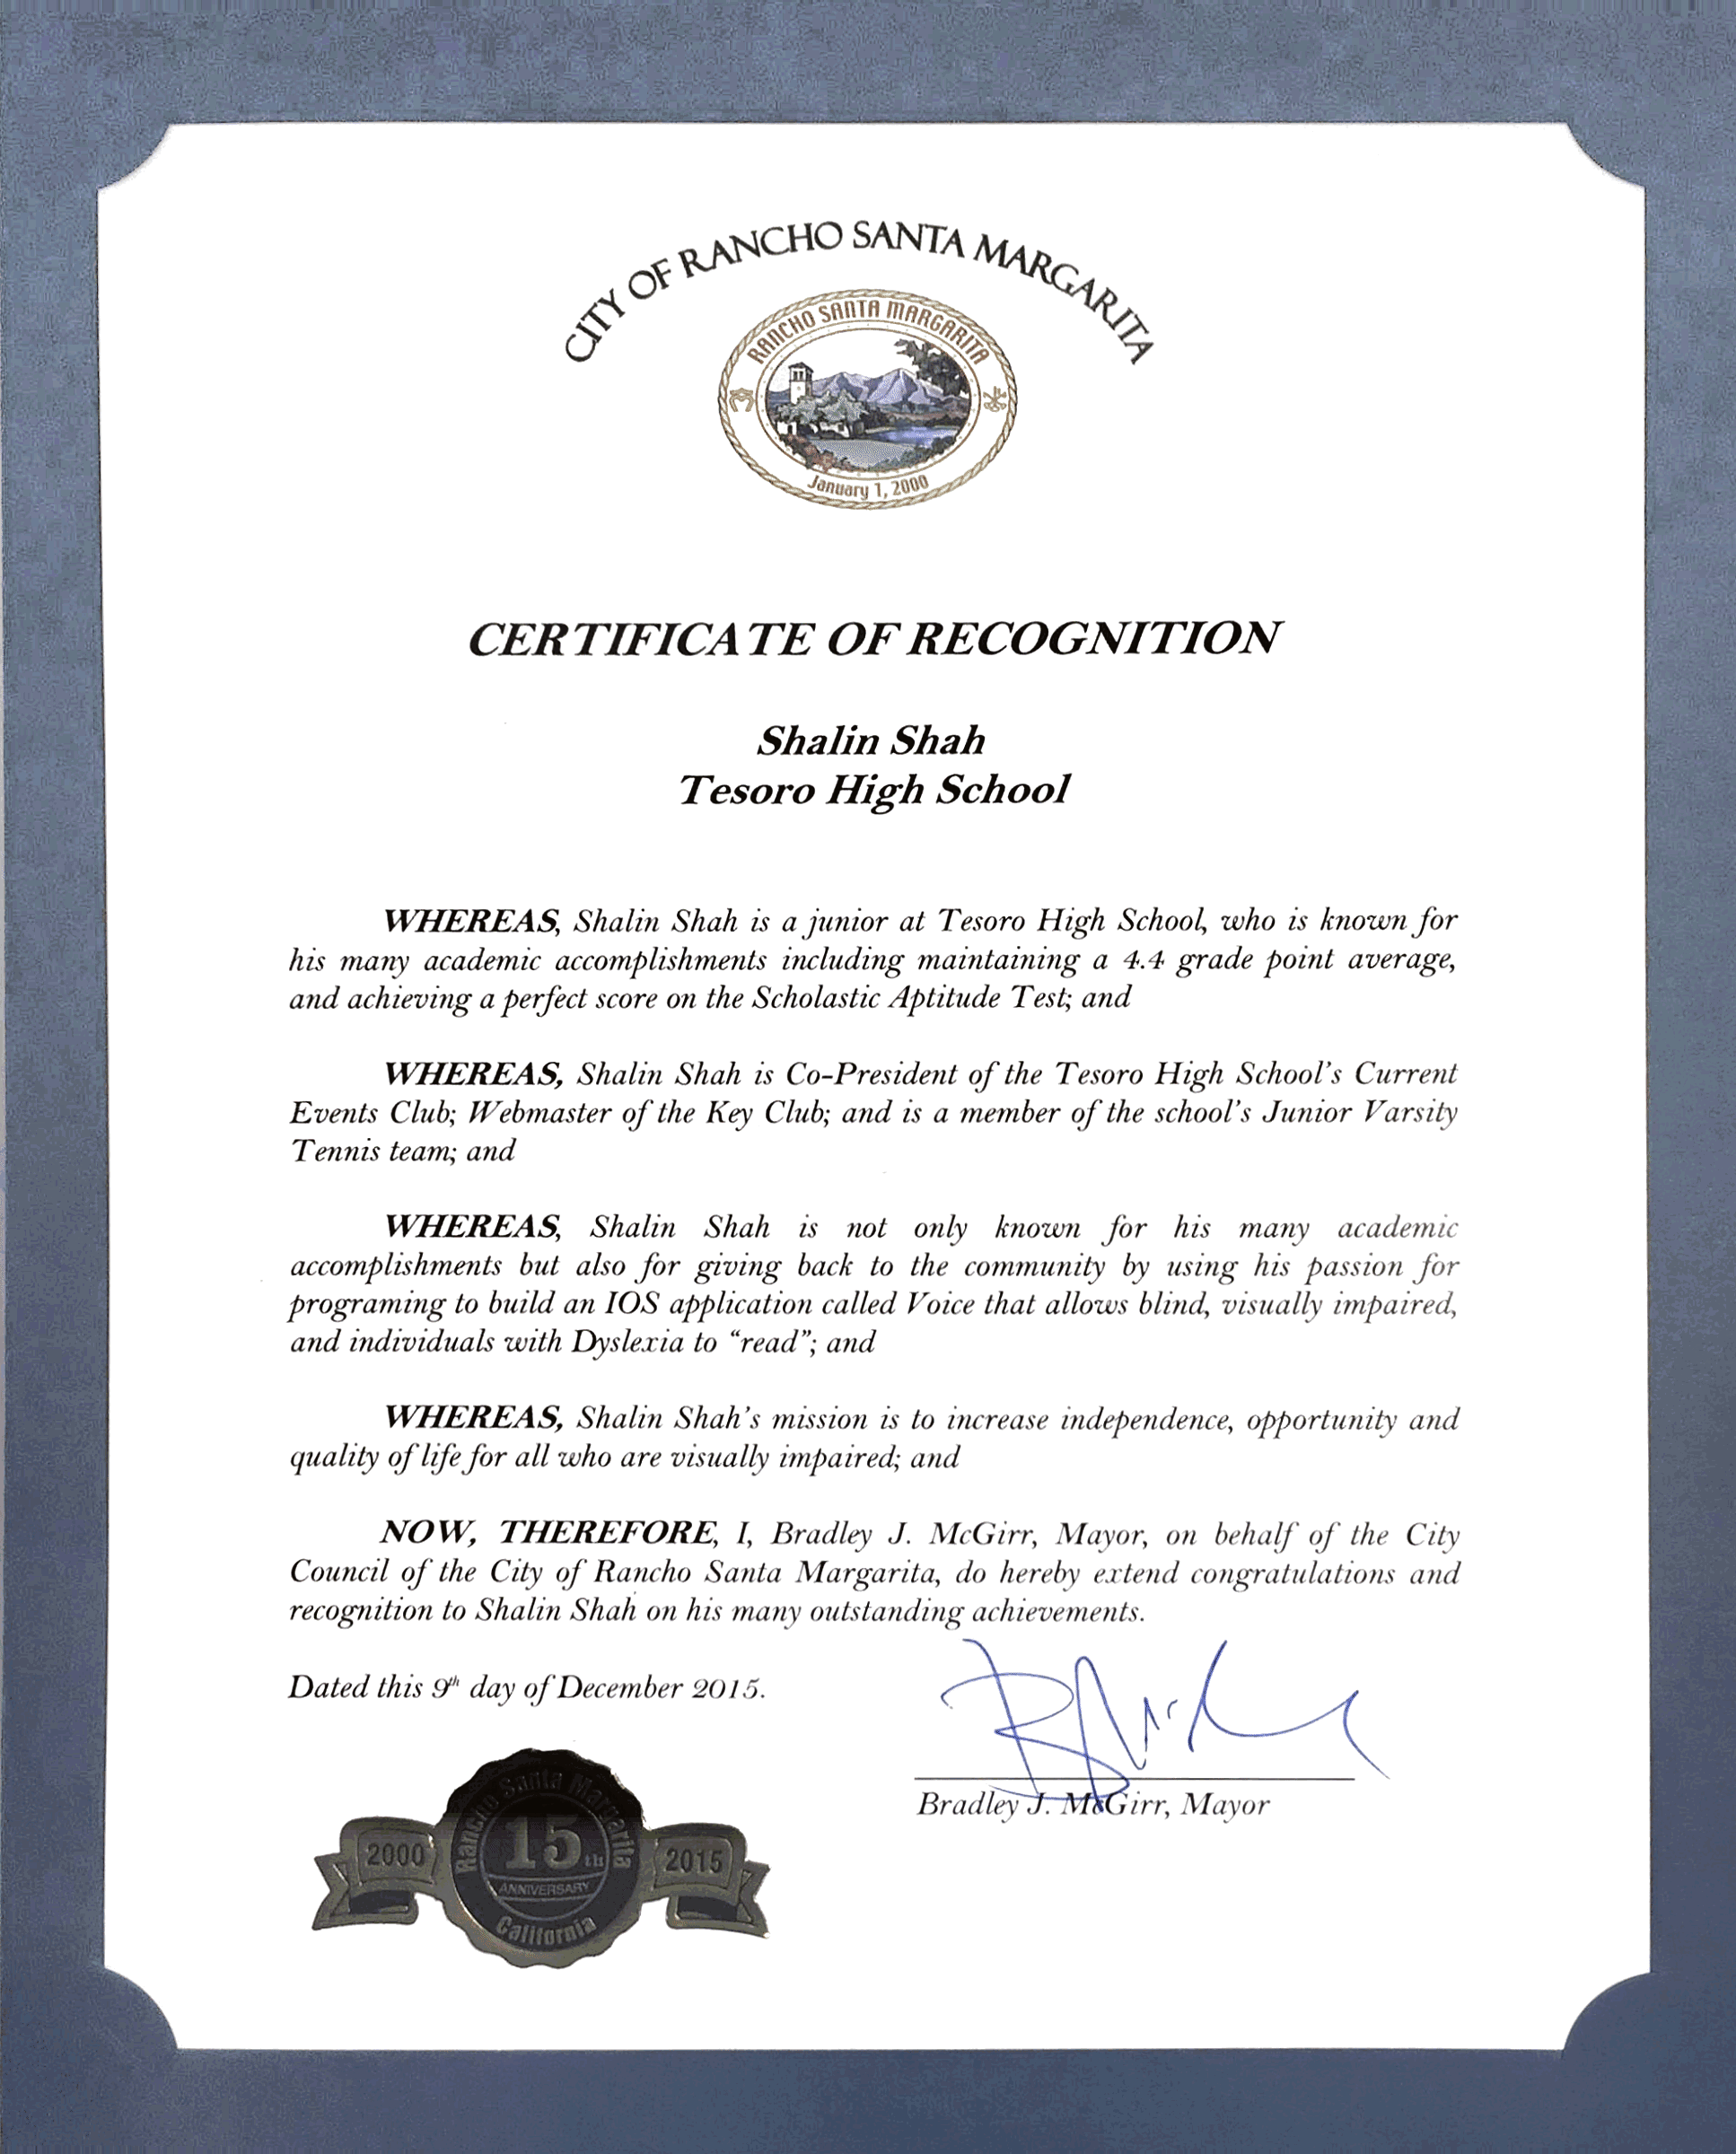 CITY OF RANCHO SANTA MARGARITA
RANCHO SANTA MARGARITA
January 1, 2000
CERTIFICATE OF RECOGNITION
Shalin Shah
Tesoro High School
WHEREAS, Shalin Shah is a junior at Tesoro High School, who is known for
his many academic accomplishments including maintaining a 4.4 grade point average,
and achieving a perfect score on the Scholastic Aptitude Test; and
WHEREAS, Shalin Shah is Co-President of the Tesoro High School's Current
Events Club; Webmaster of the Key Club; and is a member of the school's Junior Varsity
Tennis team; and
WHEREAS, Shalin Shah is not only known for his many academic
accomplishments but also for giving back to the community by using his passion for
programing to build an IOS application called Voice that allows blind, visually impaired,
and individuals with Dyslexia to “read”; and
WHEREAS, Shalin Shah's mission is to increase independence, opportunity and
quality of life for all who are visually impaired; and
NOW, THEREFORE, I, Bradley J. McGirr, Mayor, on behalf of the City
Council of the City of Rancho Santa Margarita, do hereby extend congratulations and
recognition to Shalin Shah on his many outstanding achievements.
Dated this 9th day of December 2015.
Bradley J. McGirr, Mayor
Rancho Santa Margarita
2000 15th 2015
ANNIVERSARY
California